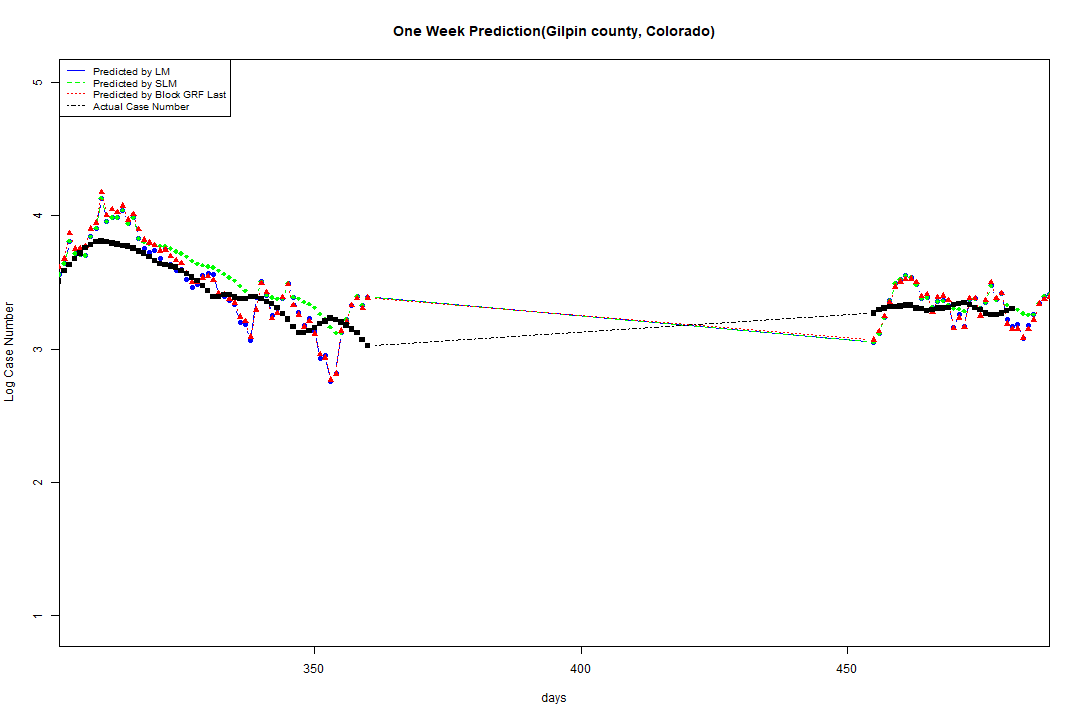 One Week Prediction(Gilpin county, Colorado)
Predicted by LM
Predicted by SLM
Predicted by Block GRF Last
Actual Case Number
5
4
3
2
1
Log Case Number
350 400 450
days